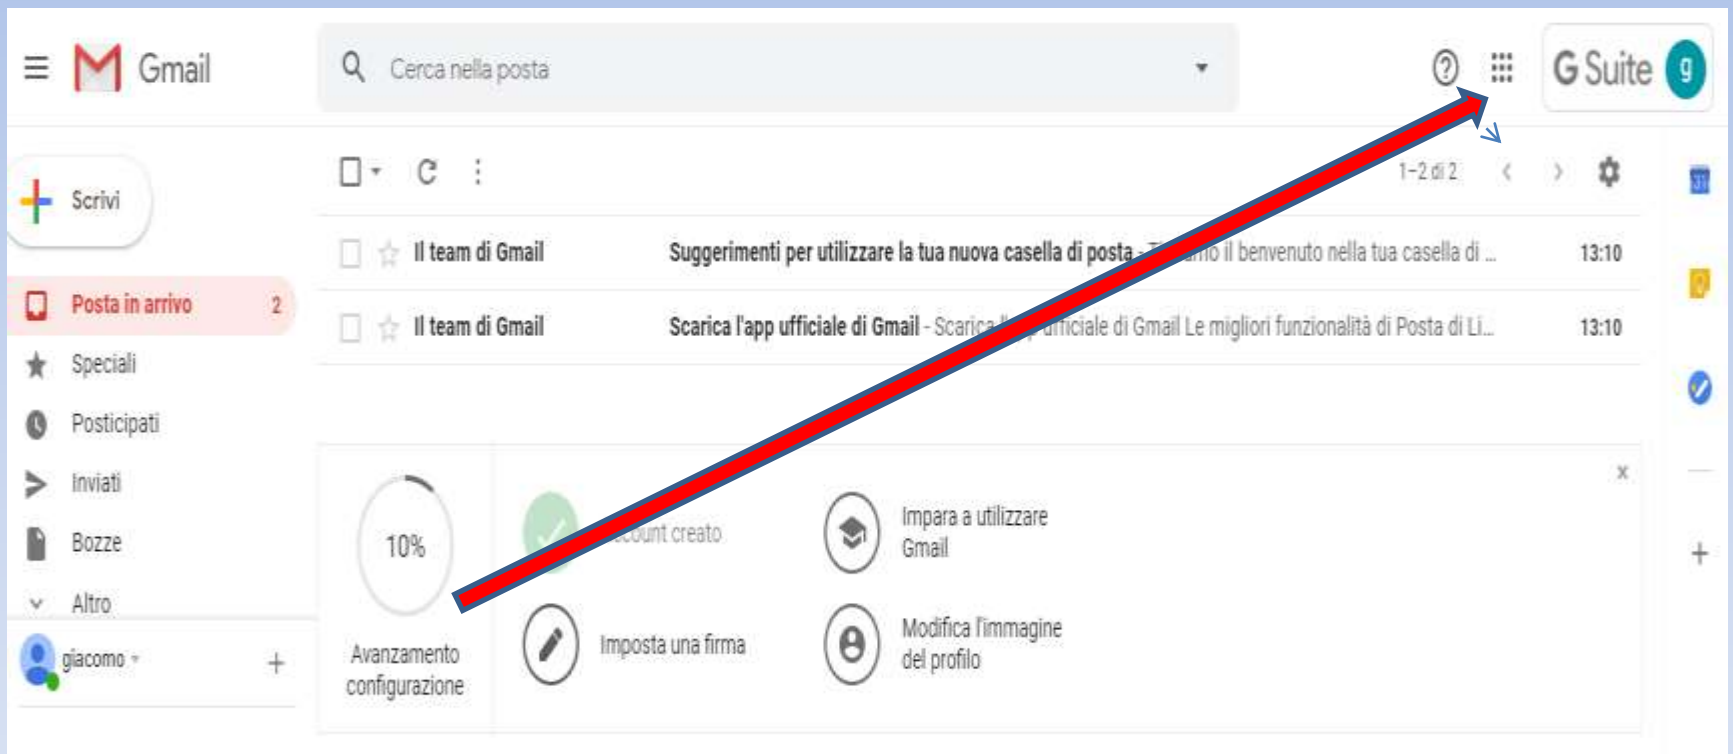 Gmail
Cerca nella posta
G Suite
g
Scrivi
1–2 di 2
31
Il team di Gmail Suggerimenti per utilizzare la tua nuova casella di posta - il benvenuto nella tua casella di ... 13:10
Posta in arrivo 2
Il team di Gmail Scarica l'app ufficiale di Gmail - Scarica di Gmail Le migliori funzionalità di Posta di Li... 13:10
Speciali
Posticipati
Inviati
x
Bozze
Altro
giacomo
10%
Avanzamento
configurazione
creato
Impara a utilizzare
Gmail
Imposta una firma
Modifica l'immagine
del profilo